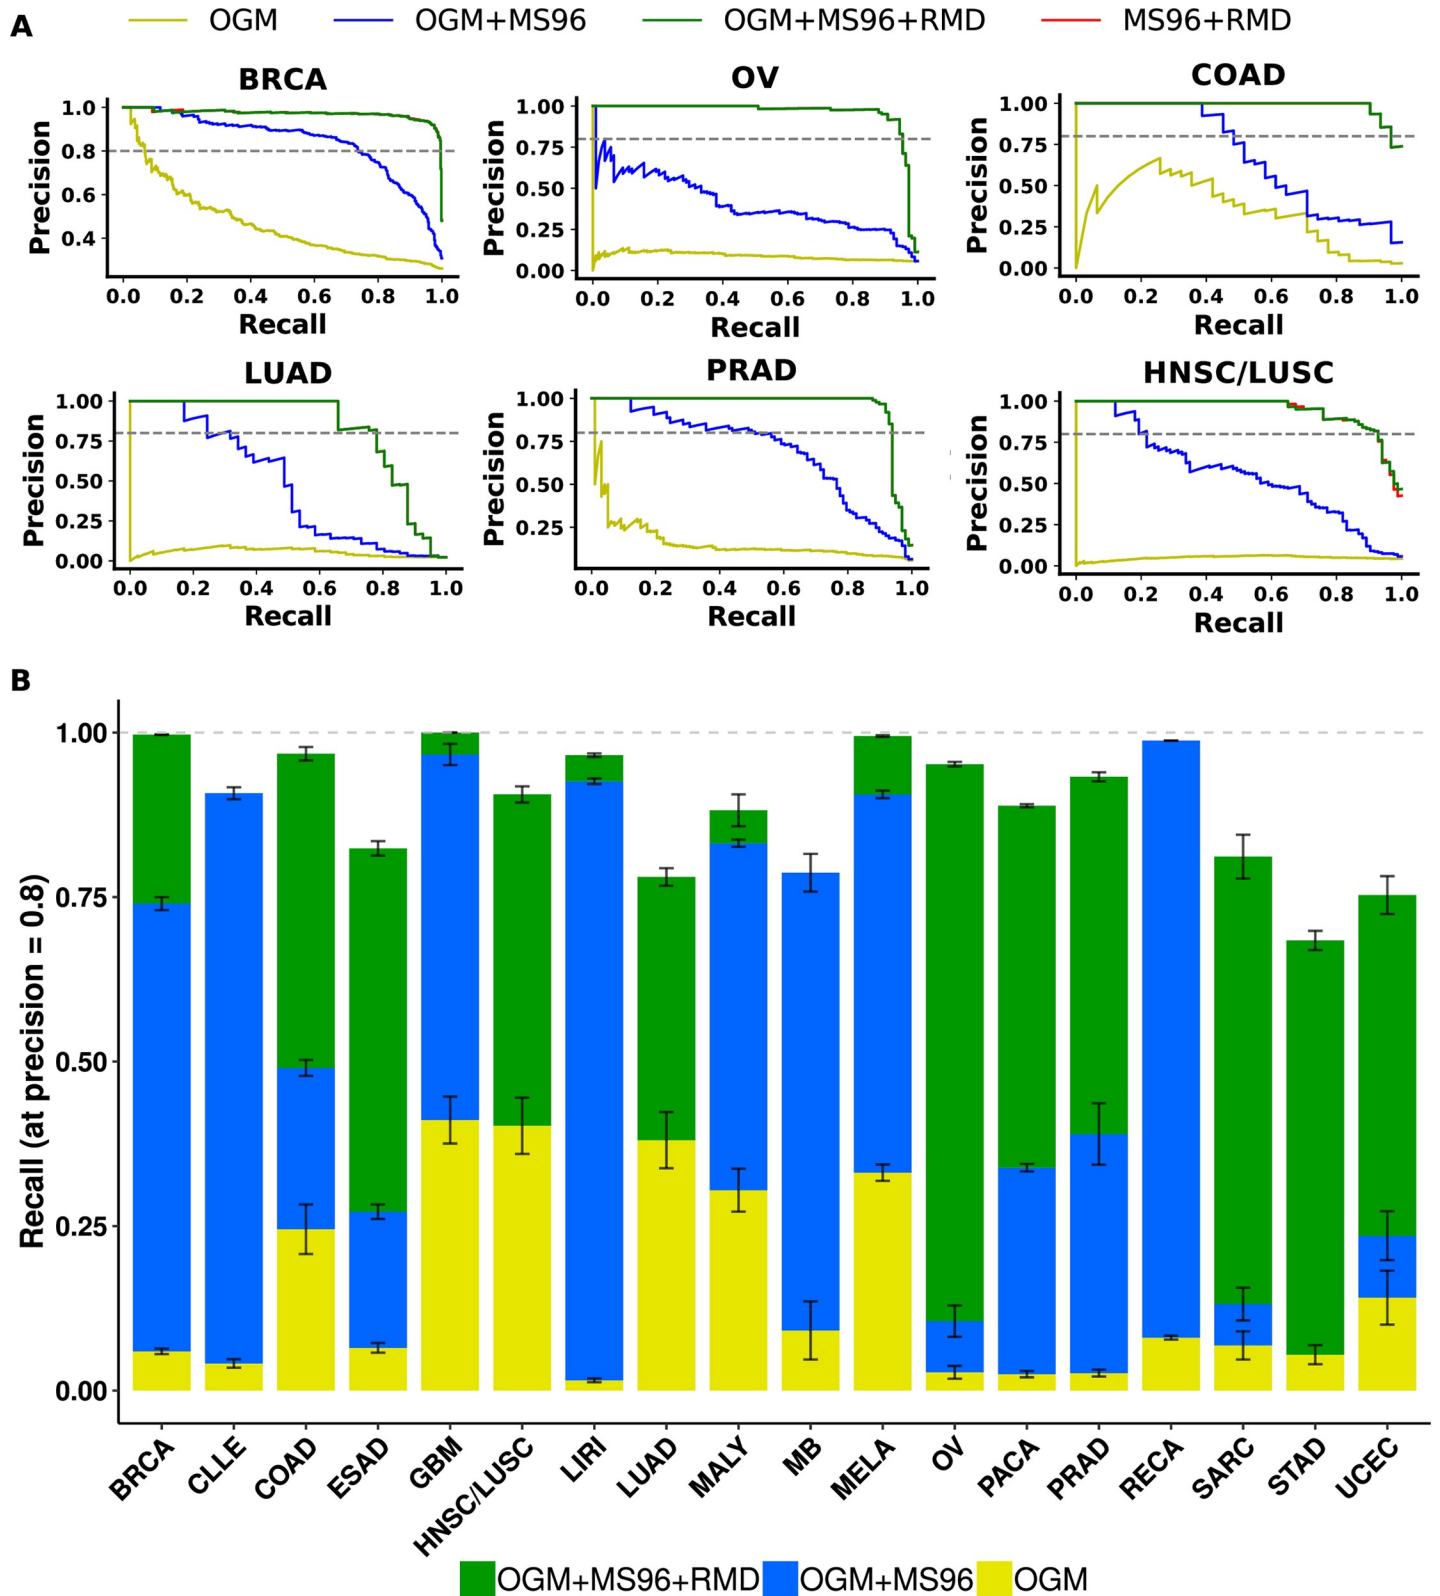 A
OGM OGM+MS96 OGM+MS96+RMD MS96+RMD
BRCA
Precision
1.0
0.8
0.6
0.4
0.0 0.2 0.4 0.6 0.8 1.0
Recall
OV
Precision
1.00
0.75
0.50
0.25
0.00
0.0 0.2 0.4 0.6 0.8 1.0
Recall
COAD
Precision
1.00
0.75
0.50
0.25
0.00
0.0 0.2 0.4 0.6 0.8 1.0
Recall
LUAD
Precision
1.00
0.75
0.50
0.25
0.00
0.0 0.2 0.4 0.6 0.8 1.0
Recall
PRAD
Precision
1.00
0.75
0.50
0.25
0.0 0.2 0.4 0.6 0.8 1.0
Recall
HNSC/LUSC
Precision
1.00
0.75
0.50
0.25
0.00
0.0 0.2 0.4 0.6 0.8 1.0
Recall
B
Recall (at precision = 0.8)
1.00
0.75
0.50
0.25
0.00
BRCA CLLE COAD ESAD GBM HNSC/LUSC LIRI LUAD MALY MB MELA OV PACA PRAD RECA SARC STAD UCEC
OGM+MS96+RMD OGM+MS96 OGM